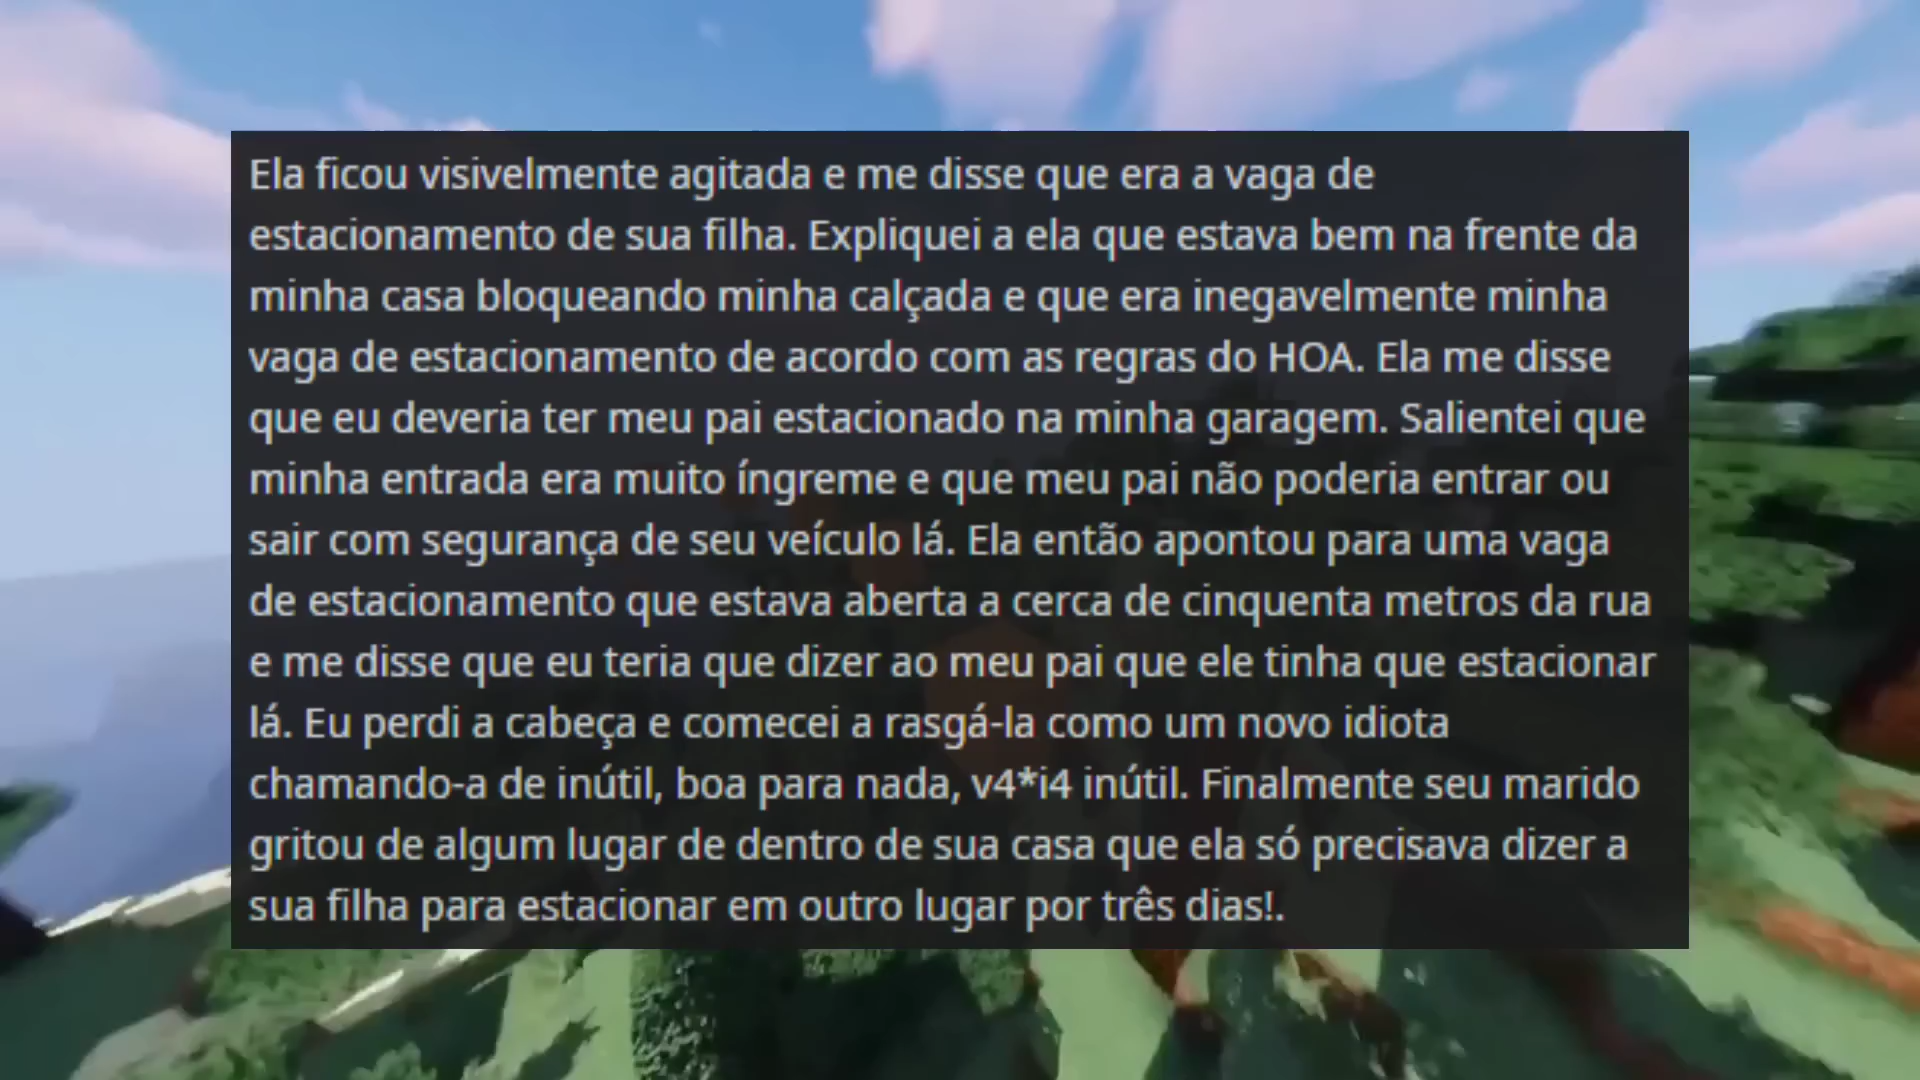 Ela ficou visivelmente agitada e me disse que era a vaga de
estacionamento de sua filha. Expliquei a ela que estava bem na frente da
minha casa bloqueando minha calçada e que era inegavelmente minha
vaga de estacionamento de acordo com as regras do HOA. Ela me disse
que eu deveria ter meu pai estacionado na minha garagem. Salientei que
minha entrada era muito íngreme e que meu pai não poderia entrar ou
sair com segurança de seu veículo lá. Ela então apontou para uma vaga
de estacionamento que estava aberta a cerca de cinquenta metros da rua
e me disse que eu teria que dizer ao meu pai que ele tinha que estacionar
lá. Eu perdi a cabeça e comecei a rasgá-la como um novo idiota
chamando-a de inútil, boa para nada, v4*i4 inútil. Finalmente seu marido
gritou de algum lugar de dentro de sua casa que ela só precisava dizer a
sua filha para estacionar em outro lugar por três dias!.